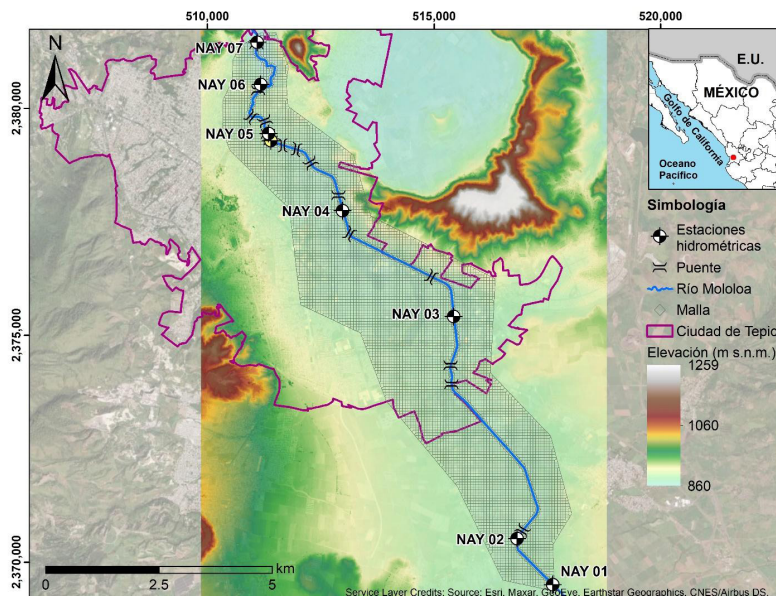 510,000
515,000
520,000
N
2,380,000
2,375,000
2,370,000
NAY 07
NAY 06
NAY 05
NAY 04
NAY 03
NAY 02
NAY 01
0
2.5
5
km
E.U.
MÉXICO
Golfo de California
Oceano
Pacifico
Simbología
Estaciones
hidrométricas
Puente
Río Mololoa
Malla
Ciudad de Tepic
Elevación (m s.n.m.)
1259
1060
860
Service Layer Credits: Source: Esri, Maxar, GeoEye, Earthstar Geographics, CNES/Airbus DS,